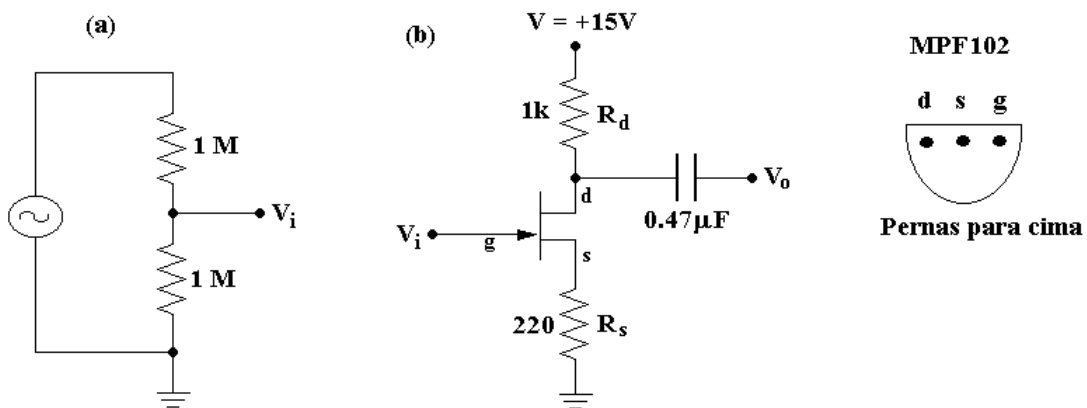 (a)
1 M
V_i
1 M
(b)
V = +15V
1k
R_d
d
V_o
0.47μF
V_i
g
s
220
R_s
MPF102
d s g
Pernas para cima